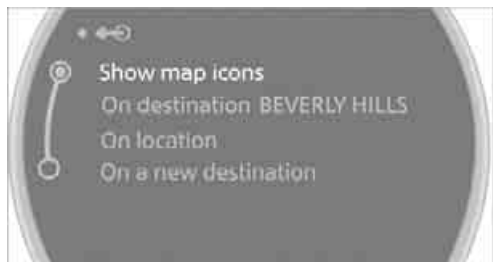 Show map icons
On destination BEVERLY HILLS
On location
On a new destination